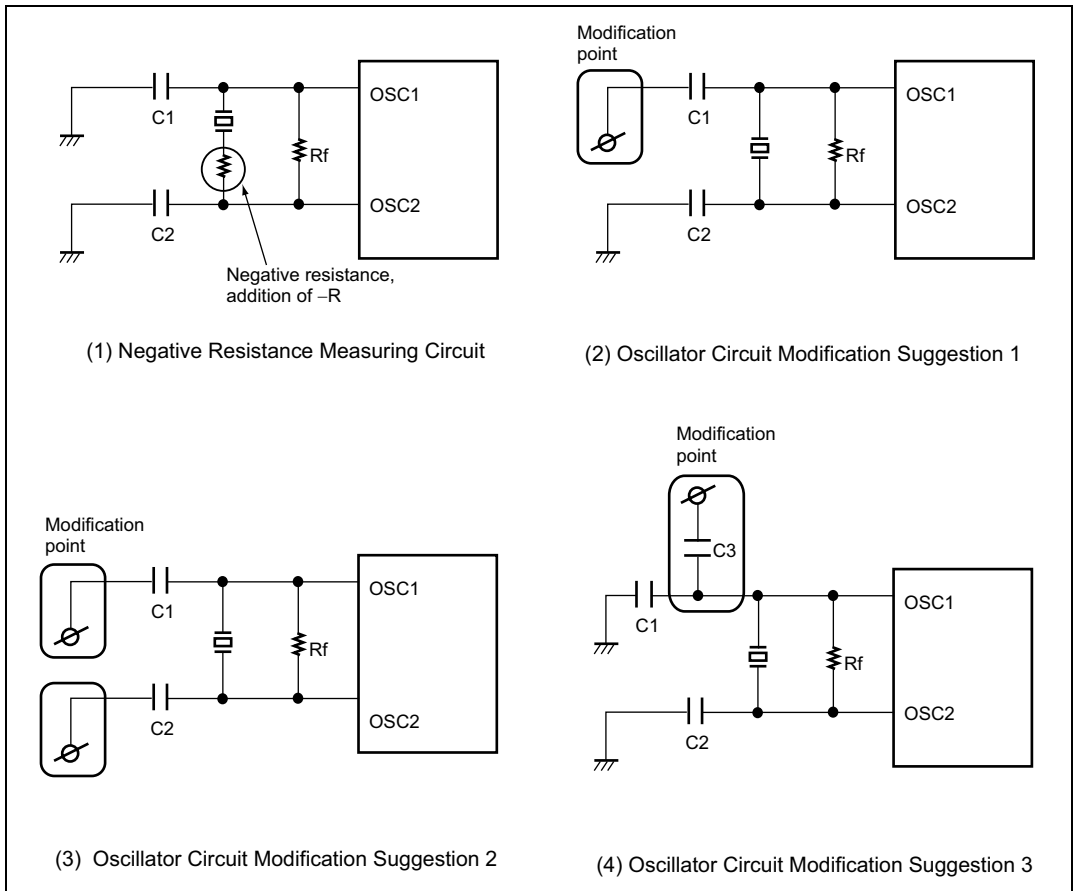 OSC1
C1
Rf
OSC2
C2
Negative resistance,
addition of –R
(1) Negative Resistance Measuring Circuit
Modification
point
OSC1
C1
Rf
OSC2
C2
(2) Oscillator Circuit Modification Suggestion 1
Modification
point
OSC1
C1
Rf
OSC2
C2
(3) Oscillator Circuit Modification Suggestion 2
Modification
point
C3
OSC1
C1
Rf
OSC2
C2
(4) Oscillator Circuit Modification Suggestion 3